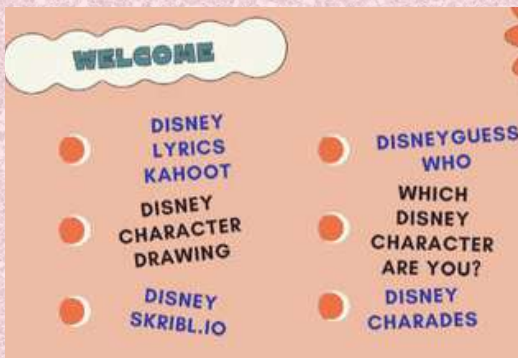 WELCOME
DISNEY
LYRICS
KAHOOT
DISNEY
CHARACTER
DRAWING
DISNEY
SKRIBL.IO
DISNEYGUESS
WHO
WHICH
DISNEY
CHARACTER
ARE YOU?
DISNEY
CHARADES